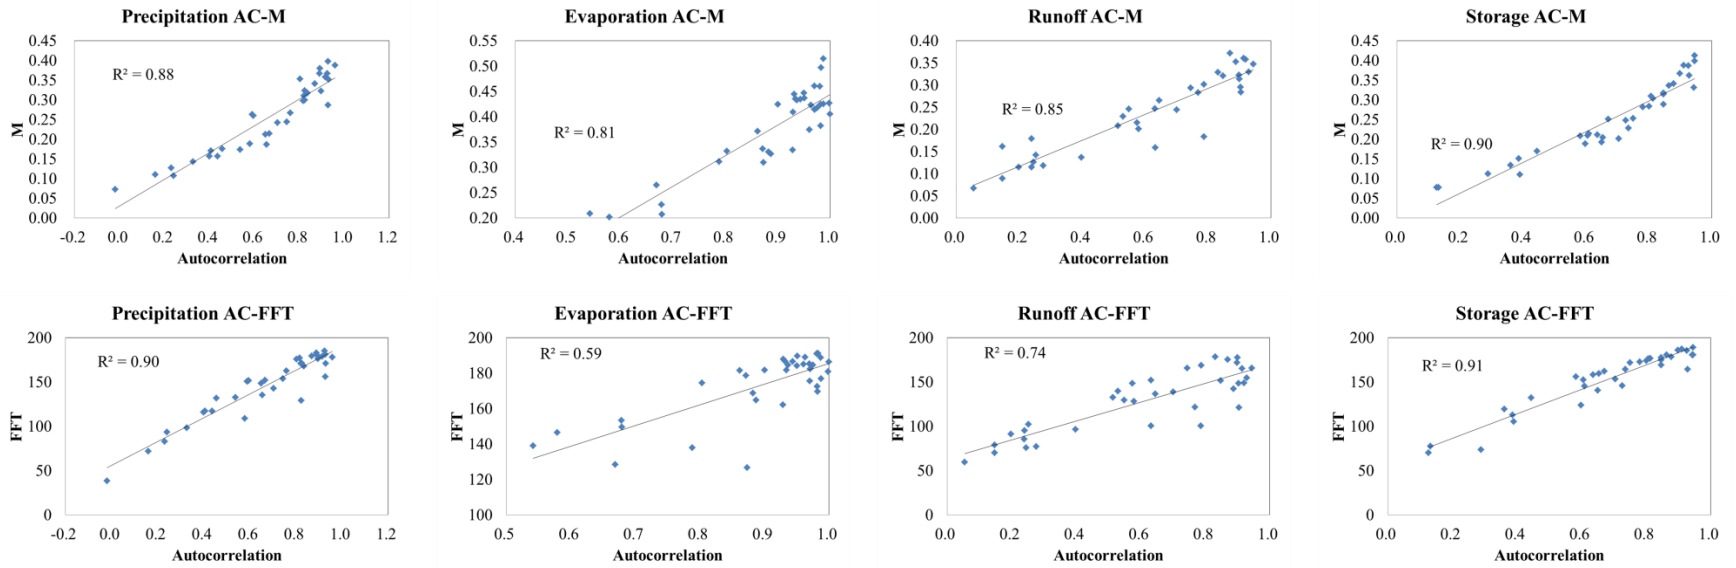 Precipitation AC-M
0.45
0.40
0.35
0.30
0.25
0.20
0.15
0.10
0.05
0.00
M
R² = 0.88
-0.2 0.0 0.2 0.4 0.6 0.8 1.0 1.2
Autocorrelation
Evaporation AC-M
0.55
0.50
0.45
0.40
0.35
0.30
0.25
0.20
M
R² = 0.81
0.4 0.5 0.6 0.7 0.8 0.9 1.0
Autocorrelation
Runoff AC-M
0.40
0.35
0.30
0.25
0.20
0.15
0.10
0.05
0.00
M
R² = 0.85
0.0 0.2 0.4 0.6 0.8 1.0
Autocorrelation
Storage AC-M
0.45
0.40
0.35
0.30
0.25
0.20
0.15
0.10
0.05
0.00
M
R² = 0.90
0.0 0.2 0.4 0.6 0.8 1.0
Autocorrelation
Precipitation AC-FFT
200
150
100
50
0
FFT
R² = 0.90
-0.2 0.0 0.2 0.4 0.6 0.8 1.0 1.2
Autocorrelation
Evaporation AC-FFT
200
180
160
140
120
100
FFT
R² = 0.59
0.5 0.6 0.7 0.8 0.9 1.0
Autocorrelation
Runoff AC-FFT
200
150
100
50
0
FFT
R² = 0.74
0.0 0.2 0.4 0.6 0.8 1.0
Autocorrelation
Storage AC-FFT
200
150
100
50
0
FFT
R² = 0.91
0.0 0.2 0.4 0.6 0.8 1.0
Autocorrelation